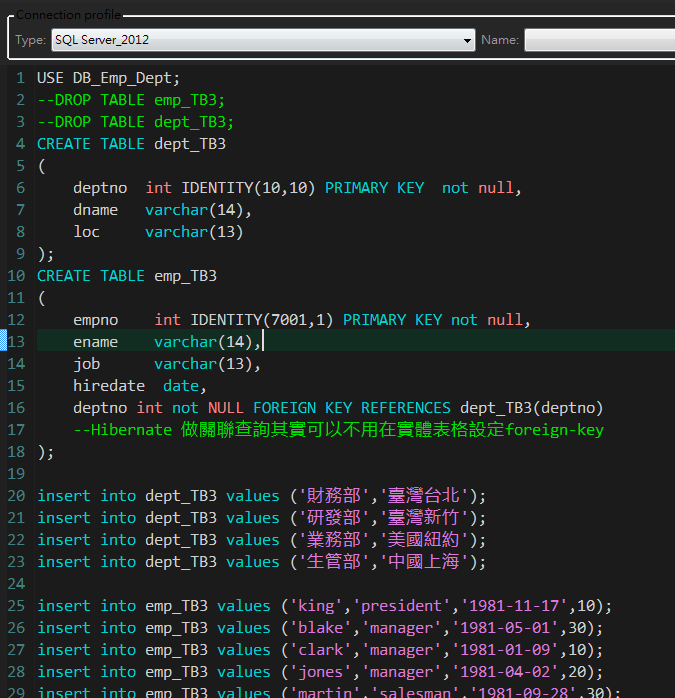 Connection profile
Type: SQL Server_2012 Name:
1 USE DB_Emp_Dept;
2 --DROP TABLE emp_TB3;
3 --DROP TABLE dept_TB3;
4 CREATE TABLE dept_TB3
5 (
6 deptno int IDENTITY(10,10) PRIMARY KEY not null,
7 dname varchar(14),
8 loc varchar(13)
9 );
10 CREATE TABLE emp_TB3
11 (
12 empno int IDENTITY(7001,1) PRIMARY KEY not null,
13 ename varchar(14),
14 job varchar(13),
15 hiredate date,
16 deptno int not NULL FOREIGN KEY REFERENCES dept_TB3(deptno)
17 --Hibernate 做關聯查詢其實可以不用在實體表格設定foreign-key
18 );
19
20 insert into dept_TB3 values ('財務部','臺灣台北');
21 insert into dept_TB3 values ('研發部','臺灣新竹');
22 insert into dept_TB3 values ('業務部','美國紐約');
23 insert into dept_TB3 values ('生管部','中國上海');
24
25 insert into emp_TB3 values ('king','president','1981-11-17',10);
26 insert into emp_TB3 values ('blake','manager','1981-05-01',30);
27 insert into emp_TB3 values ('clark','manager','1981-01-09',10);
28 insert into emp_TB3 values ('jones','manager','1981-04-02',20);
29 insert into emp_TB3 values ('martin','salesman','1981-09-28',30);